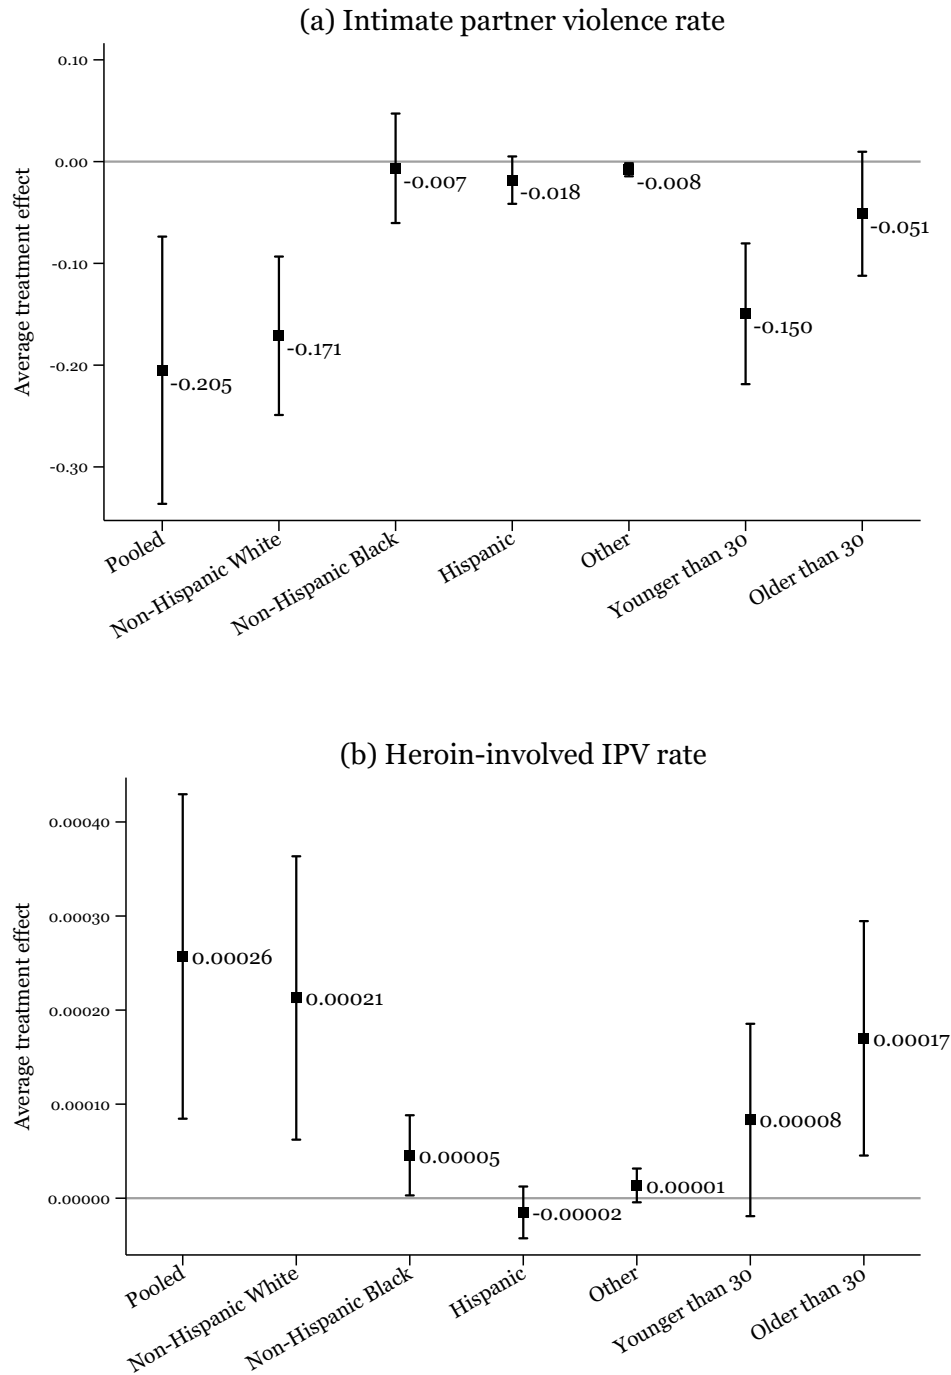 (a) Intimate partner violence rate
Average treatment effect
0.10
0.00
-0.10
-0.20
-0.30
-0.205
-0.171
-0.007
-0.018
-0.008
-0.150
-0.051
Pooled
Non-Hispanic White
Non-Hispanic Black
Hispanic
Other
Younger than 30
Older than 30
(b) Heroin-involved IPV rate
Average treatment effect
0.00040
0.00030
0.00020
0.00010
0.00000
0.00026
0.00021
0.00005
-0.00002
0.00001
0.00008
0.00017
Pooled
Non-Hispanic White
Non-Hispanic Black
Hispanic
Other
Younger than 30
Older than 30